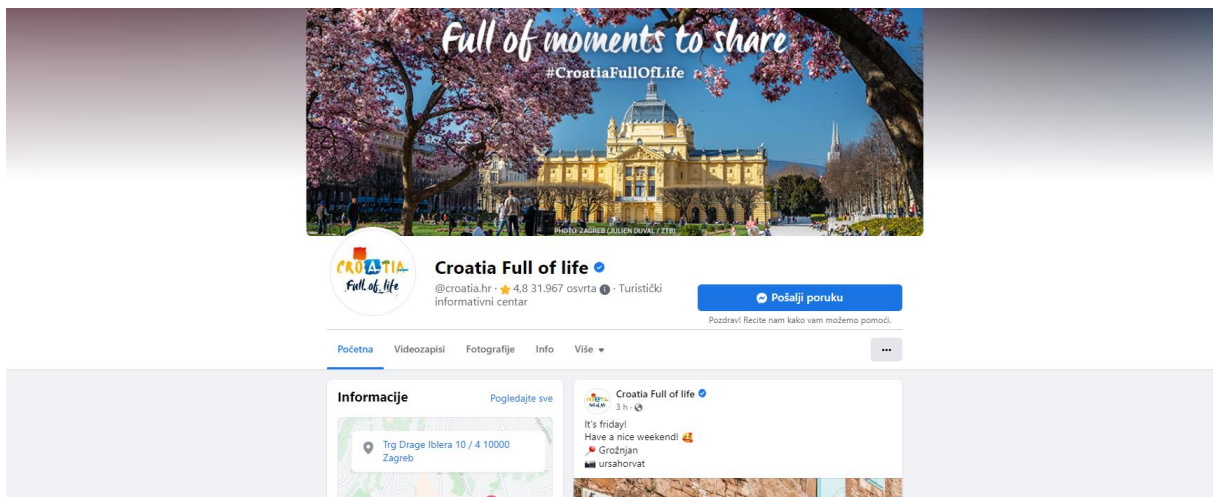 Full of moments to share
#CroatiaFullOfLife
PHOTO: ZAGREB (JULIEN DUVAL / ZTB)
CROATIA
Full of life
Croatia Full of life
@croatia.hr · 4,8 31.967 osvrta · Turistički
informativni centar
Pošalji poruku
Pozdrav! Recite nam kako vam možemo pomoći.
Početna Videozapisi Fotografije Info Više
Informacije Pogledajte sve
Trg Drage Iblera 10 / 4 10000
Zagreb
Croatia Full of life
3 h ·
It's friday!
Have a nice weekend! 🥰
📍 Grožnjan
📷 ursahorvat